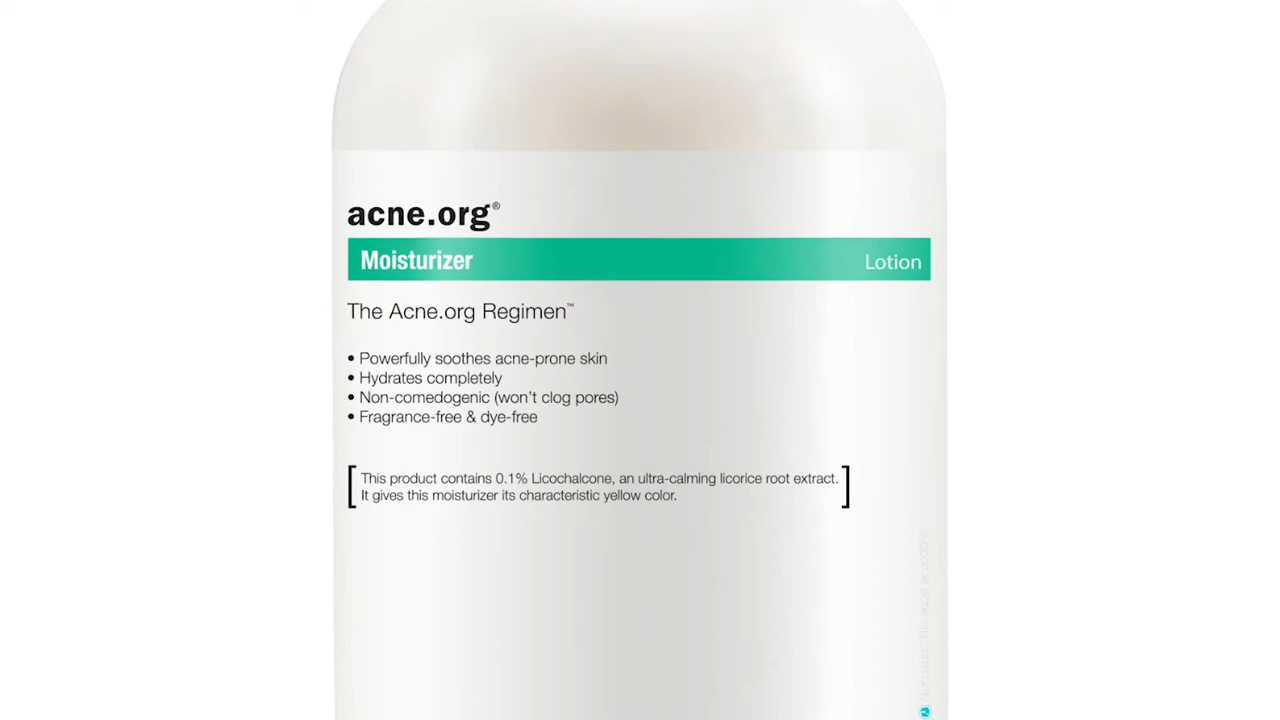 acne.org®
Moisturizer Lotion
The Acne.org Regimen™
• Powerfully soothes acne-prone skin
• Hydrates completely
• Non-comedogenic (won't clog pores)
• Fragrance-free & dye-free
[This product contains 0.1% Licochalcone, an ultra-calming licorice root extract.
It gives this moisturizer its characteristic yellow color.]